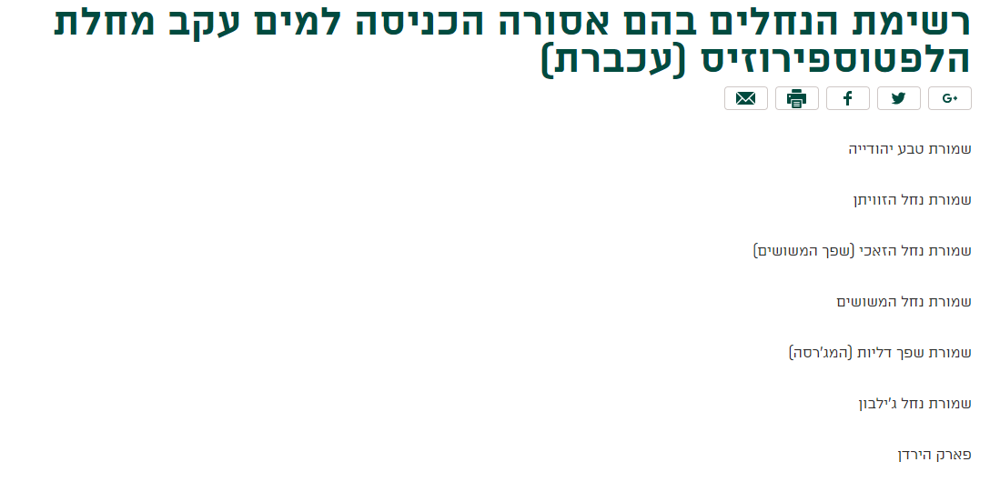 רשימת הנחלים בהם אסורה הכניסה למים עקב מחלת
הלפטוספירוזיס (עכברת)
G+
שמורת טבע יהודייה
שמורת נחל הזוויתן
שמורת נחל הזאכי (שפך המשושים)
שמורת נחל המשושים
שמורת שפך דליות (המג'רסה)
שמורת נחל ג'ילבון
פארק הירדן